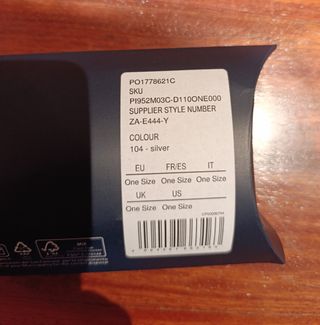 PO1778621C
SKU
PI952M03C-D110ONE000
SUPPLIER STYLE NUMBER
ZA-E444-Y
COLOUR
104 - silver
EU FR/ES IT
One Size One Size One Size
UK US
One Size One Size